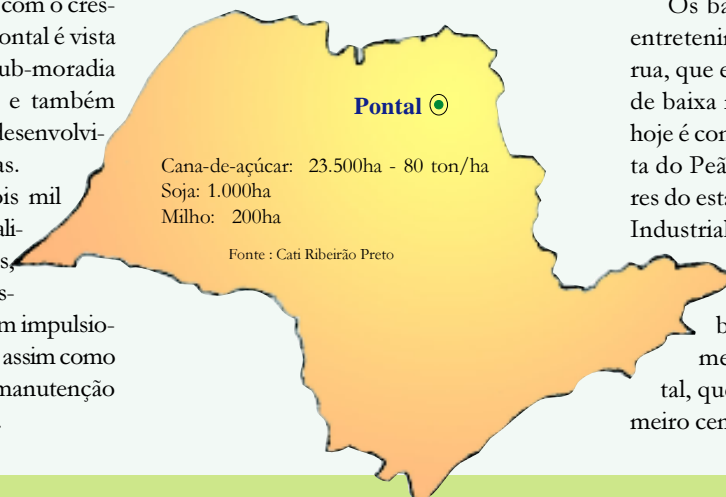 com o cres-
ontal é vista
ub-moradia
e também
desenvolvi-
as.
is mil
ali-
s,
s-
m impulsio-
assim como
manutenção
Pontal
Cana-de-açúcar: 23.500ha - 80 ton/ha
Soja: 1.000ha
Milho: 200ha
Fonte : Cati Ribeirão Preto
Os ba
entretenim
rua, que e
de baixa
hoje é con
ta do Peã
res do esta
Industrial
b
me
tal, que
meiro cen